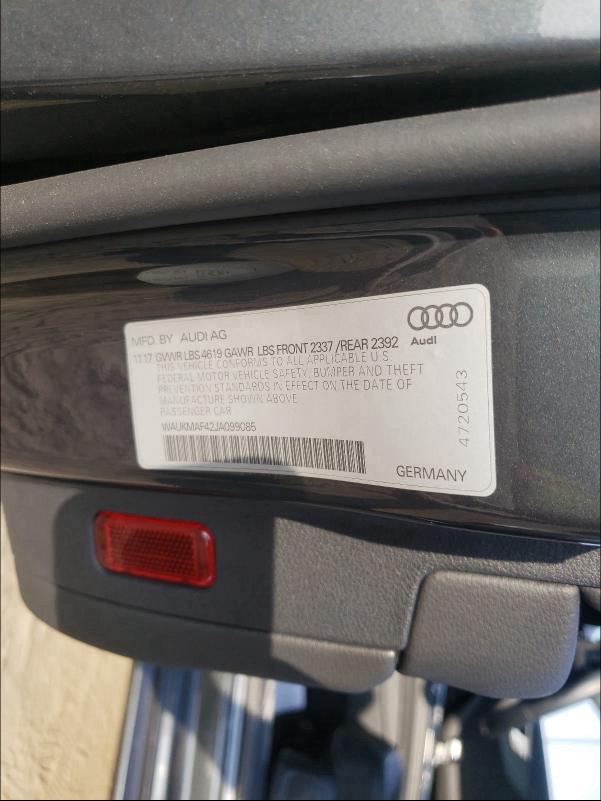 MFD. BY AUDI AG
11.17 GVWR LBS 4619 GAWR LBS FRONT 2337 /REAR 2392
THIS VEHICLE CONFORMS TO ALL APPLICABLE U.S.
FEDERAL MOTOR VEHICLE SAFETY, BUMPER AND THEFT
PREVENTION STANDARDS IN EFFECT ON THE DATE OF
MANUFACTURE SHOWN ABOVE
PASSENGER CAR
WAUKMAF42JA099085
Audi
4720543
GERMANY